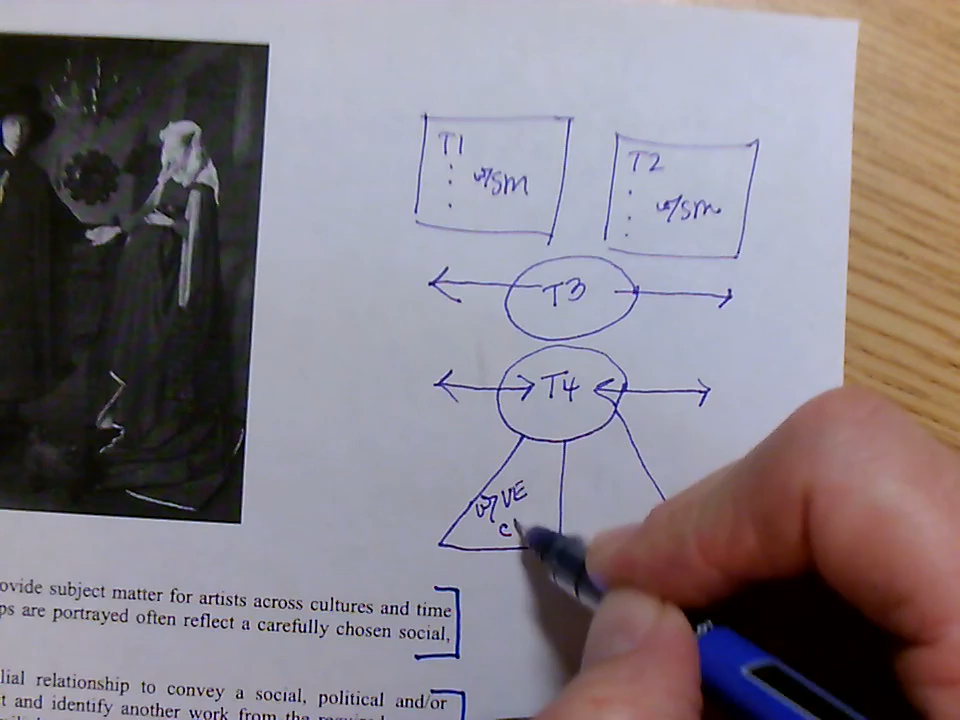 T1
w/sm
T2
w/sm
T3
T4
w/ VE
C
ovide subject matter for artists across cultures and time
ps are portrayed often reflect a carefully chosen social,
lial relationship to convey a social, political and/or
t and identify another work from the